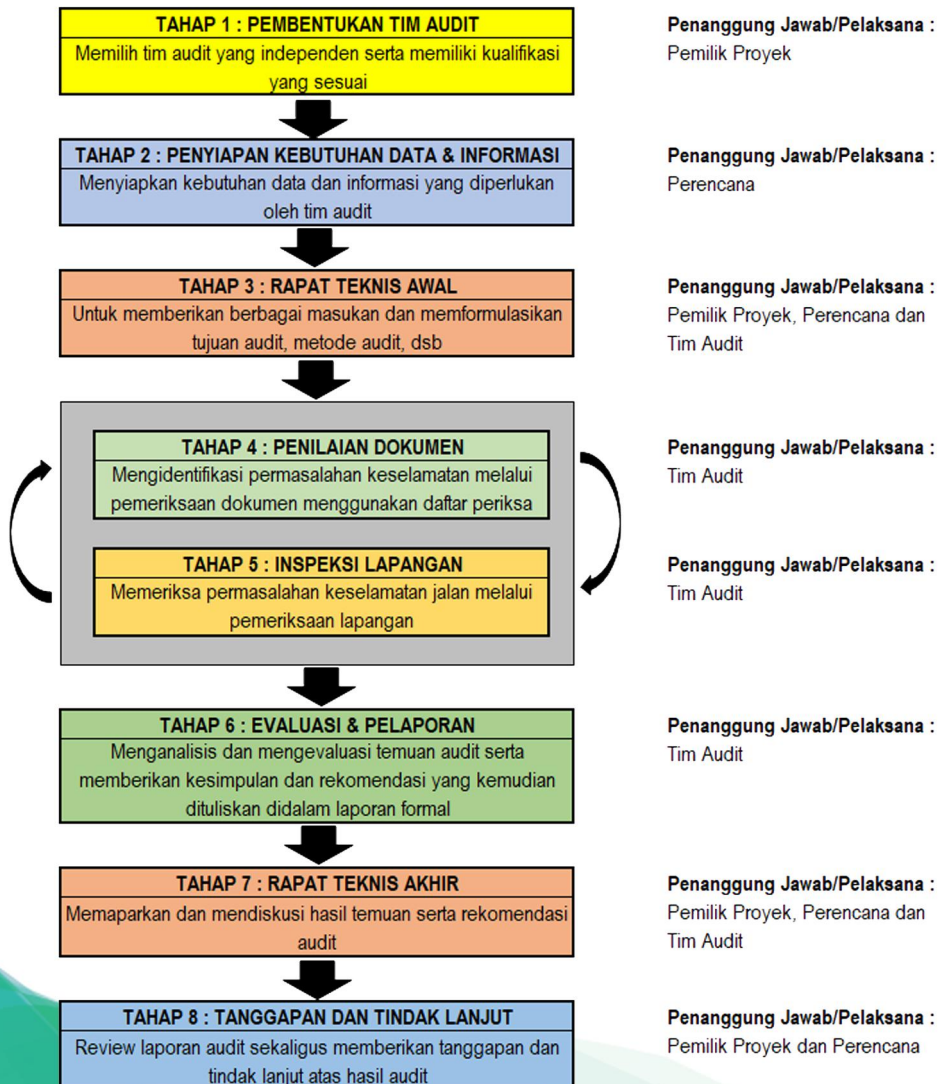 TAHAP 1 : PEMBENTUKAN TIM AUDIT
Memilih tim audit yang independen serta memiliki kualifikasi
yang sesuai
Penanggung Jawab/Pelaksana :
Pemilik Proyek
TAHAP 2 : PENYIAPAN KEBUTUHAN DATA & INFORMASI
Menyiapkan kebutuhan data dan informasi yang diperlukan
oleh tim audit
Penanggung Jawab/Pelaksana :
Perencana
TAHAP 3 : RAPAT TEKNIS AWAL
Untuk memberikan berbagai masukan dan memformulasikan
tujuan audit, metode audit, dsb
Penanggung Jawab/Pelaksana :
Pemilik Proyek, Perencana dan
Tim Audit
TAHAP 4 : PENILAIAN DOKUMEN
Mengidentifikasi permasalahan keselamatan melalui
pemeriksaan dokumen menggunakan daftar periksa
Penanggung Jawab/Pelaksana :
Tim Audit
TAHAP 5 : INSPEKSI LAPANGAN
Memeriksa permasalahan keselamatan jalan melalui
pemeriksaan lapangan
Penanggung Jawab/Pelaksana :
Tim Audit
TAHAP 6 : EVALUASI & PELAPORAN
Menganalisis dan mengevaluasi temuan audit serta
memberikan kesimpulan dan rekomendasi yang kemudian
dituliskan didalam laporan formal
Penanggung Jawab/Pelaksana :
Tim Audit
TAHAP 7 : RAPAT TEKNIS AKHIR
Memaparkan dan mendiskusi hasil temuan serta rekomendasi
audit
Penanggung Jawab/Pelaksana :
Pemilik Proyek, Perencana dan
Tim Audit
TAHAP 8 : TANGGAPAN DAN TINDAK LANJUT
Review laporan audit sekaligus memberikan tanggapan dan
tindak lanjut atas hasil audit
Penanggung Jawab/Pelaksana :
Pemilik Proyek dan Perencana